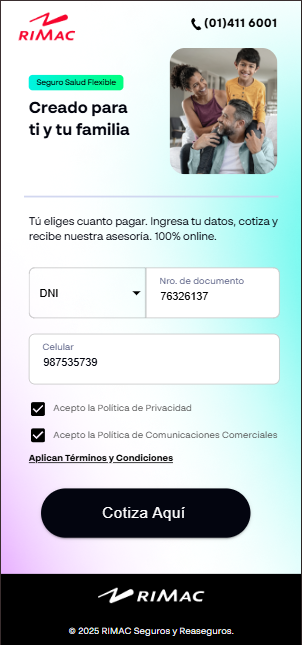 RIMAC
(01)411 6001
Seguro Salud Flexible
Creado para
ti y tu familia
Tú eliges cuanto pagar. Ingresa tu datos, cotiza y
recibe nuestra asesoría. 100% online.
DNI
Nro. de documento
76326137
Celular
987535739
Acepto la Política de Privacidad
Acepto la Política de Comunicaciones Comerciales
Aplican Términos y Condiciones
Cotiza Aquí
RIMAC
© 2025 RIMAC Seguros y Reaseguros.